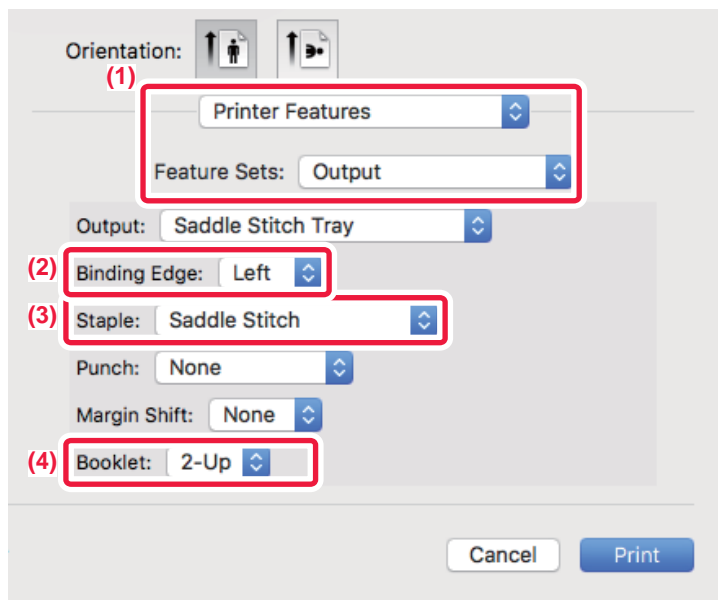 Orientation:
(1)
Printer Features
Feature Sets: Output
Output: Saddle Stitch Tray
(2) Binding Edge: Left
(3) Staple: Saddle Stitch
Punch: None
Margin Shift: None
(4) Booklet: 2-Up
Cancel Print